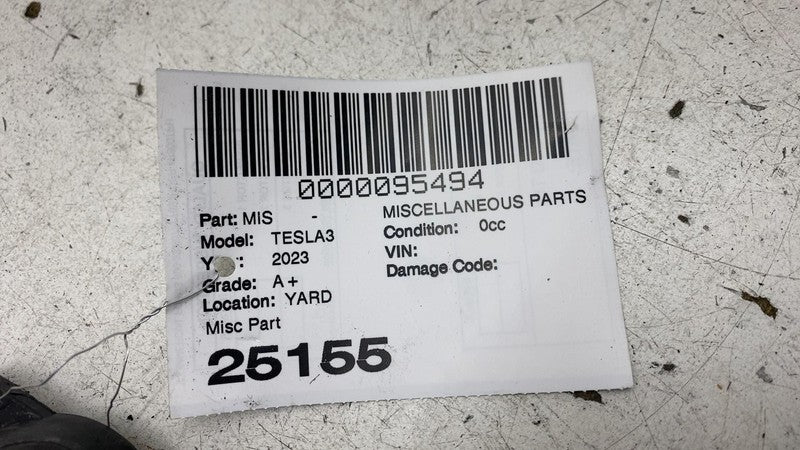 0000095494
Part: MIS - MISCELLANEOUS PARTS
Model: TESLA3 Condition: 0cc
: 2023 VIN:
Grade: A+ Damage Code:
Location: YARD
Misc Part
25155